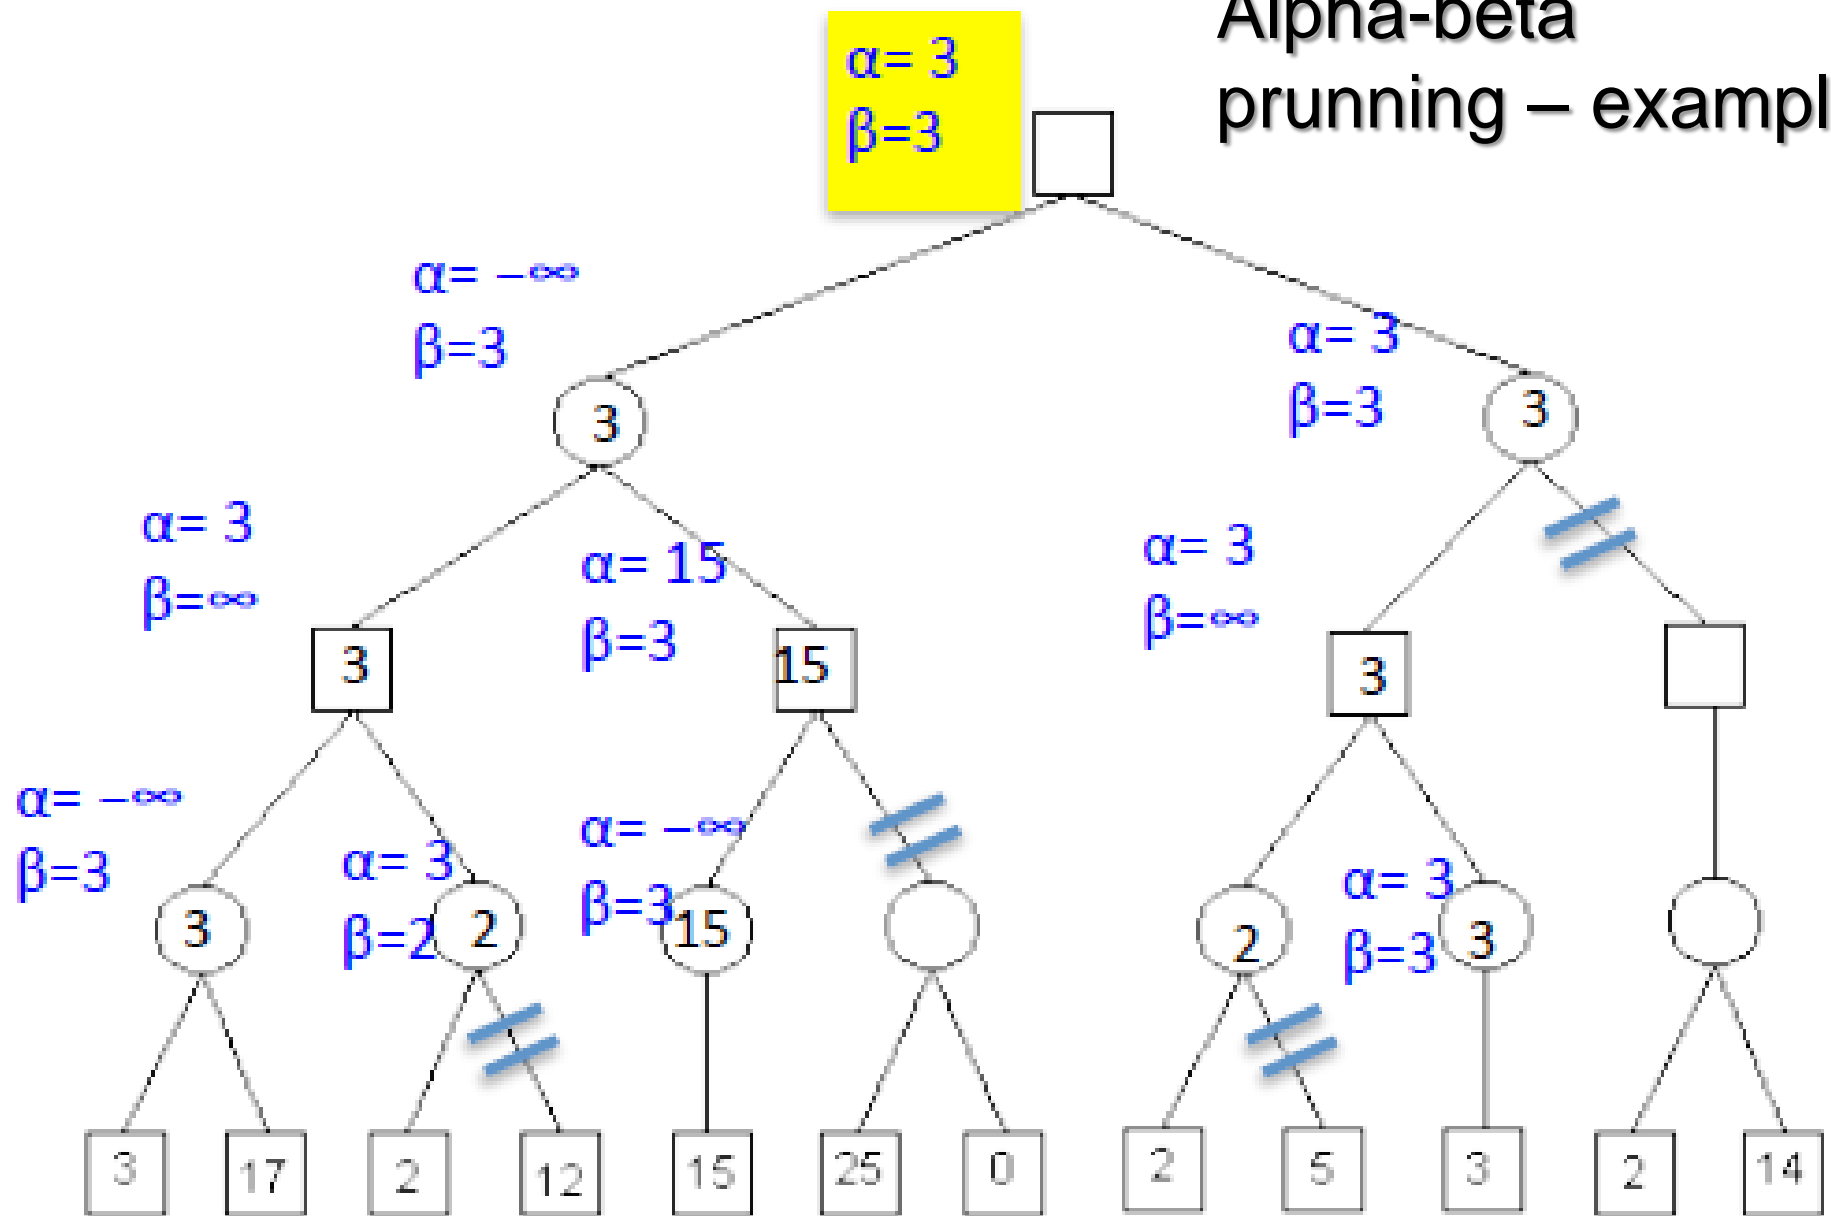 Alpha-beta
prunning – exampl
α= 3
β=3
α= −∞
β=3
α= 3
β=3
3
3
α= 3
β=∞
α= 15
β=3
α= 3
β=∞
3
15
3
α= −∞
β=3
α= 3
β=2
α= −∞
β=3
α= 3
β=3
3
2
15
2
3
3
17
2
12
15
25
0
2
5
3
2
14